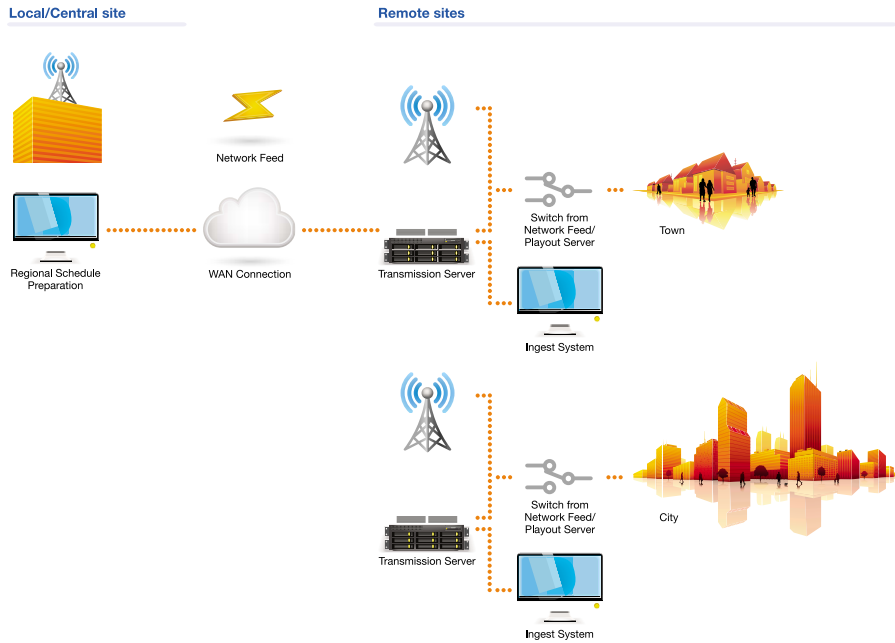 Local/Central site
Remote sites
Network Feed
Regional Schedule
Preparation
WAN Connection
Transmission Server
Switch from
Network Feed/
Playout Server
Town
Ingest System
Transmission Server
Switch from
Network Feed/
Playout Server
City
Ingest System